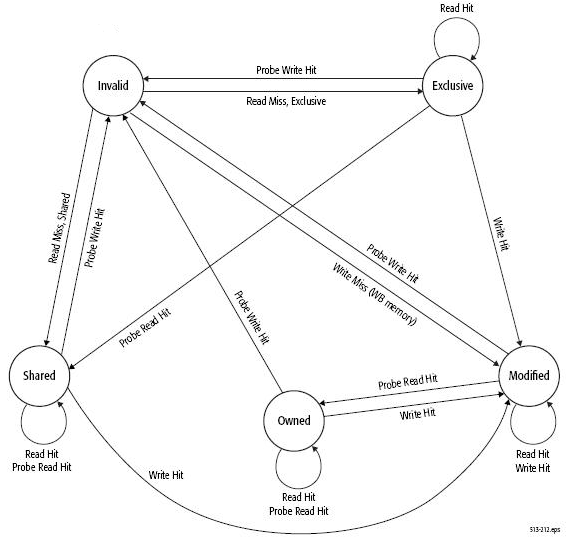 Read Hit
Probe Write Hit
Invalid
Exclusive
Read Miss, Exclusive
Read Miss, Shared
Probe Write Hit
Write Hit
Probe Write Hit
Write Miss (WB memory)
Probe Write Hit
Probe Read Hit
Shared
Probe Read Hit
Modified
Owned
Write Hit
Read Hit
Probe Read Hit
Read Hit
Write Hit
Write Hit
Read Hit
Probe Read Hit
513-212.eps